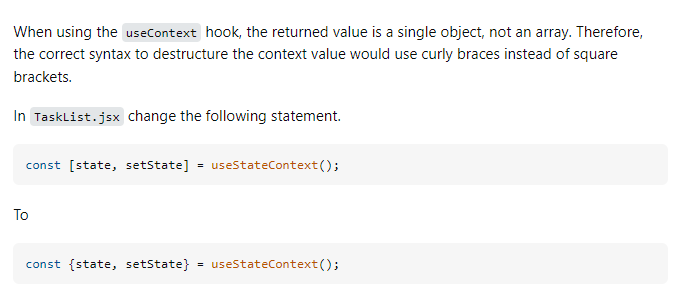 When using the useContext hook, the returned value is a single object, not an array. Therefore,
the correct syntax to destructure the context value would use curly braces instead of square
brackets.
In TaskList.jsx change the following statement.
const [state, setState] = useStateContext();
To
const {state, setState} = useStateContext();